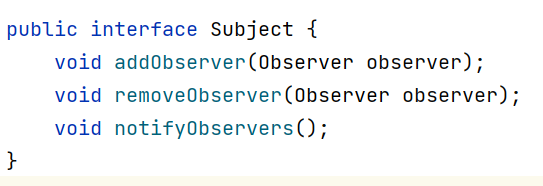 public interface Subject {
    void addObserver(Observer observer);
    void removeObserver(Observer observer);
    void notifyObservers();
}